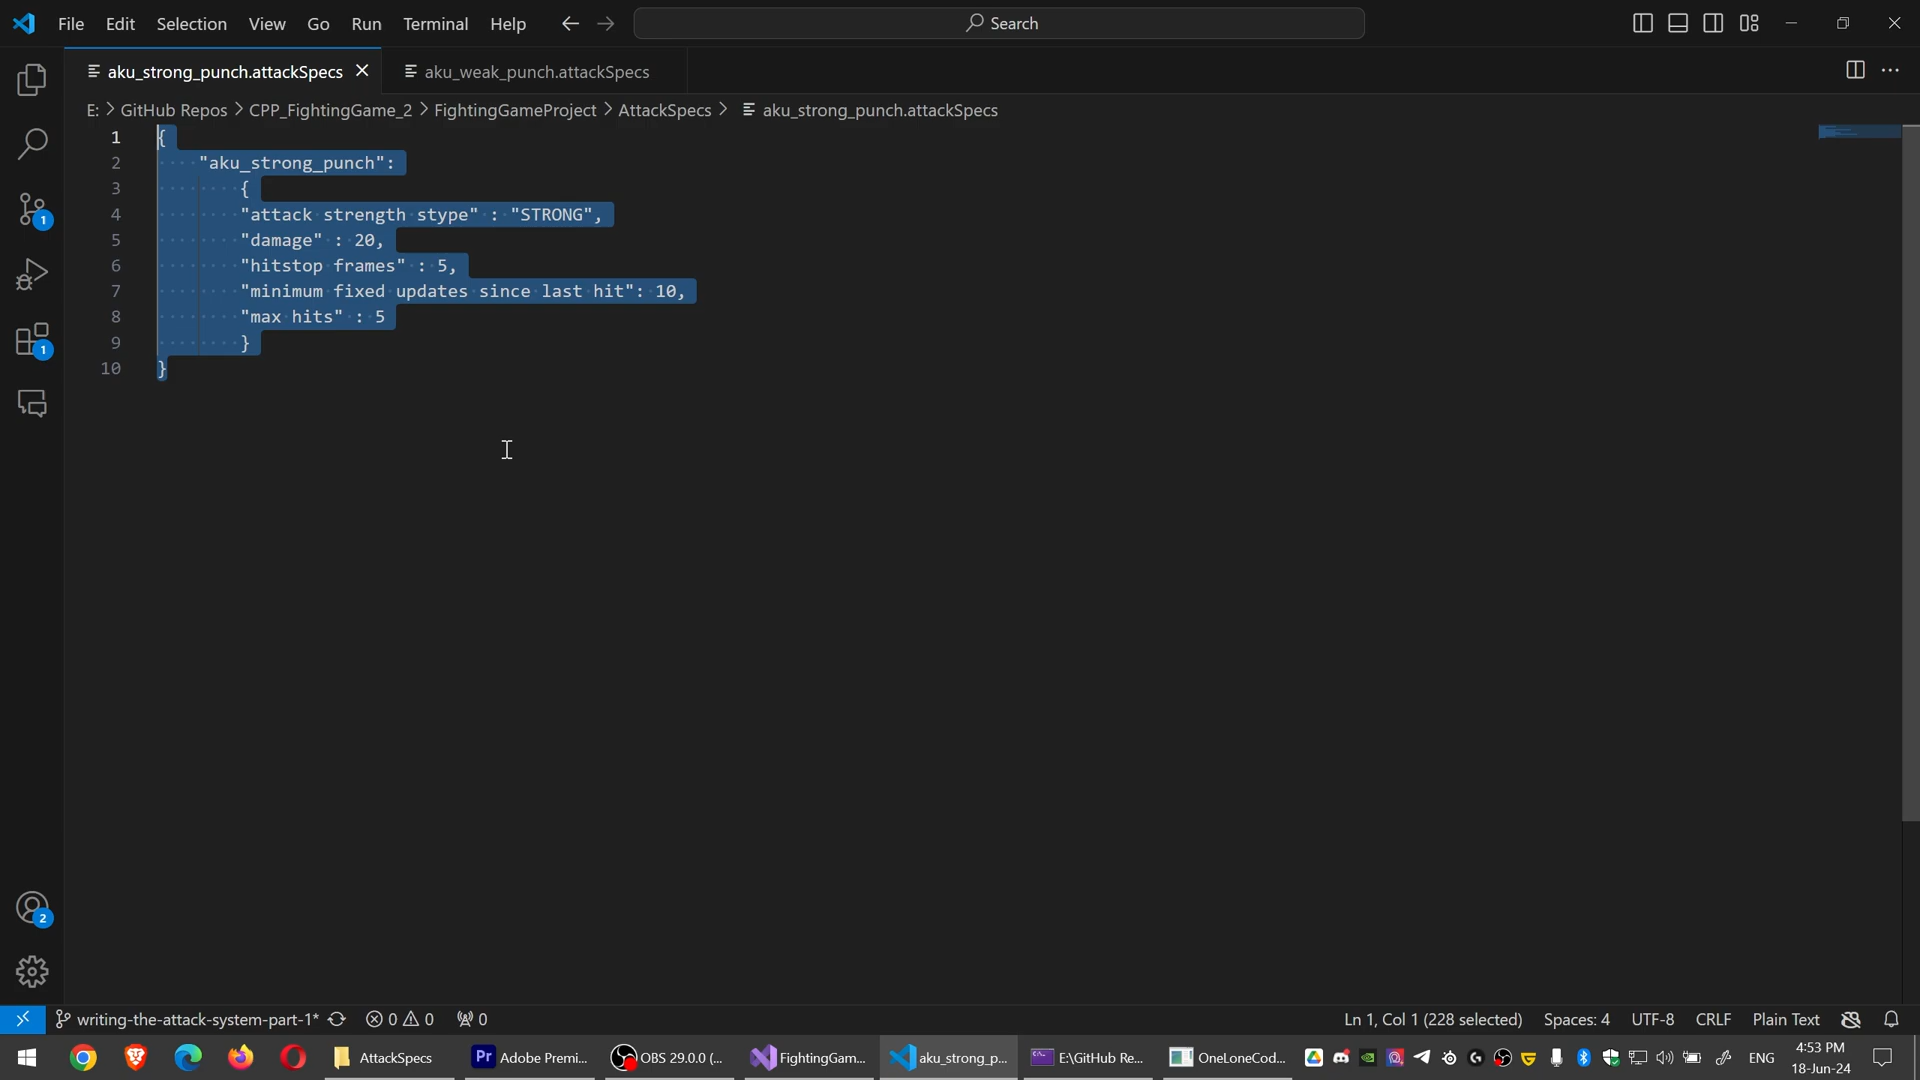 File Edit Selection View Go Run Terminal Help Search
aku_strong_punch.attackSpecs aku_weak_punch.attackSpecs
E: > GitHub Repos > CPP_FightingGame_2 > FightingGameProject > AttackSpecs > aku_strong_punch.attackSpecs
1 {
2 "aku_strong_punch":
3 {
4 "attack strength stype" : "STRONG",
5 "damage" : 20,
6 "hitstop frames" : 5,
7 "minimum fixed updates since last hit": 10,
8 "max hits" : 5
9 }
10 }
1
1
2
writing-the-attack-system-part-1* 0 0 0 Ln 1, Col 1 (228 selected) Spaces: 4 UTF-8 CRLF Plain Text
AttackSpecs Pr Adobe Premi... OBS 29.0.0 (... FightingGam... aku_strong_p... E:\GitHub Re... OneLoneCod... ENG 4:53 PM
18-Jun-24